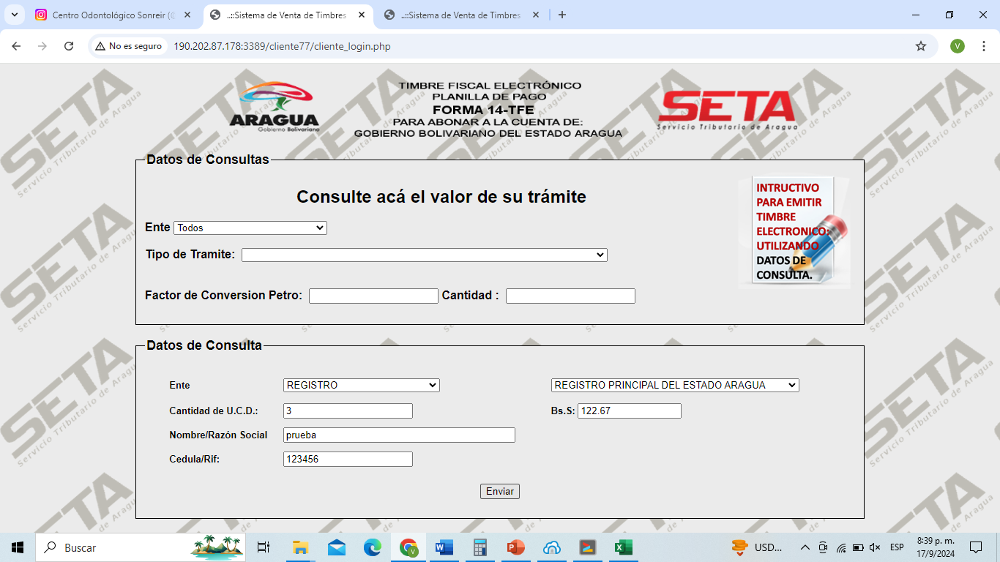 Centro Odontológico Sonreir (@
..::Sistema de Venta de Timbres
..::Sistema de Venta de Timbres
No es seguro
190.202.87.178:3389/cliente77/cliente_login.php
V
ARAGUA
Gobierno Bolivariano
TIMBRE FISCAL ELECTRÓNICO
PLANILLA DE PAGO
FORMA 14-TFE
PARA ABONAR A LA CUENTA DE:
GOBIERNO BOLIVARIANO DEL ESTADO ARAGUA
SETA
Servicio Tributario de Aragua
Datos de Consultas
Consulte acá el valor de su trámite
Ente Todos
Tipo de Tramite:
Factor de Conversion Petro: Cantidad :
INTRUCTIVO
PARA EMITIR
TIMBRE
ELECTRONICO:
UTILIZANDO
DATOS DE
CONSULTA.
Datos de Consulta
Ente REGISTRO REGISTRO PRINCIPAL DEL ESTADO ARAGUA
Cantidad de U.C.D.: 3 Bs.S: 122.67
Nombre/Razón Social prueba
Cedula/Rif: 123456
Enviar
Buscar
USD...
ESP
8:39 p. m.
17/9/2024